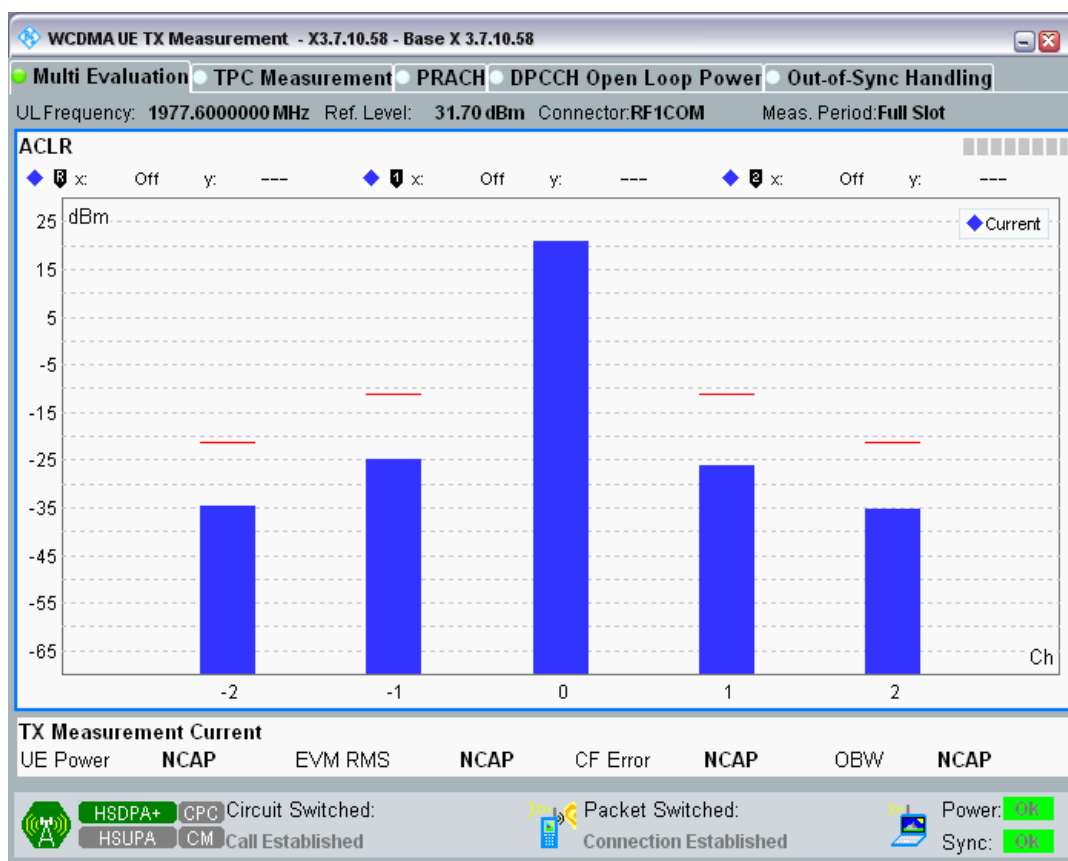 WCDMA UE TX Measurement - X3.7.10.58 - Base X 3.7.10.58
Multi Evaluation TPC Measurement PRACH DPCCH Open Loop Power Out-of-Sync Handling
UL Frequency: 1977.6000000 MHz Ref. Level: 31.70 dBm Connector: RF1COM Meas. Period: Full Slot
ACLR
R x: Off y: --- 1 x: Off y: --- 2 x: Off y: ---
dBm
Current
25
15
5
-5
-15
-25
-35
-45
-55
-65
Ch
-2 -1 0 1 2
TX Measurement Current
UE Power NCAP EVM RMS NCAP CF Error NCAP OBW NCAP
HSDPA+ CPC Circuit Switched: Packet Switched: Power: OK
HSUPA CM Call Established Connection Established Sync: OK